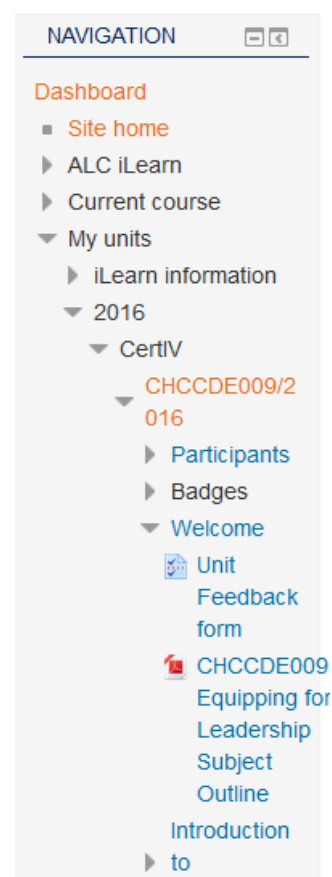 NAVIGATION
Dashboard
Site home
ALC iLearn
Current course
My units
iLearn information
2016
CertIV
CHCCDE009/2
016
Participants
Badges
Welcome
Unit
Feedback
form
CHCCDE009
Equipping for
Leadership
Subject
Outline
Introduction
to